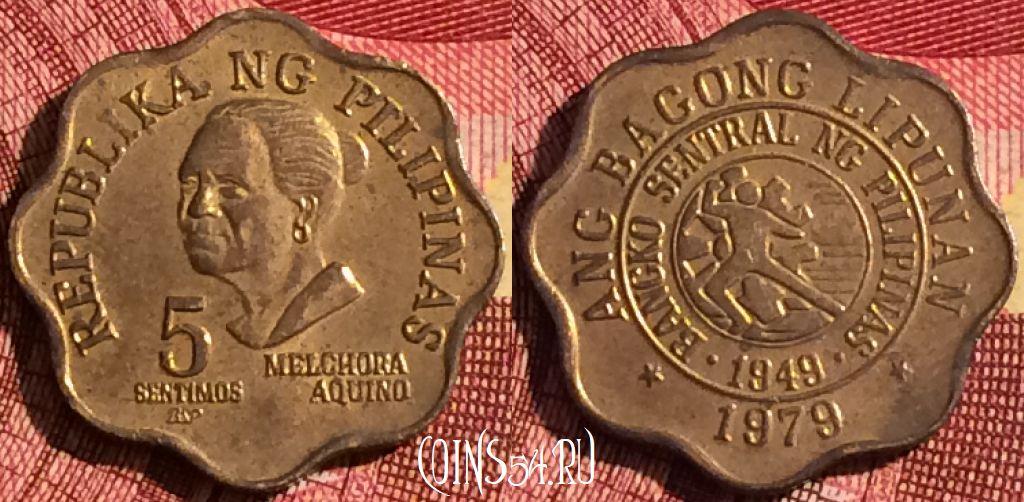 REPUBLIKA NG PILIPINAS
5
SENTIMOS
MELCHORA
AQUINO
ANG BAGONG LIPUNAN
BANGKO SENTRAL NG PILIPINAS
1949
1979
COINS54.RU